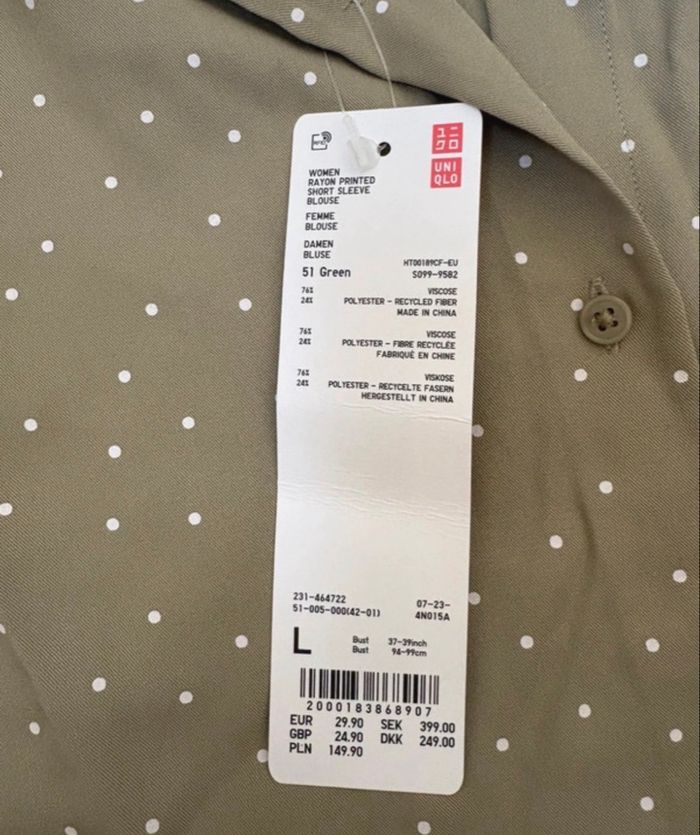 RFID
ユニ
クロ
UNI
QLO
WOMEN
RAYON PRINTED
SHORT SLEEVE
BLOUSE
FEMME
BLOUSE
DAMEN
BLUSE
51 Green
HT00189CF-EU
S099-9582
76% VISCOSE
24% POLYESTER - RECYCLED FIBER
MADE IN CHINA
76% VISCOSE
24% POLYESTER - FIBRE RECYCLÉE
FABRIQUÉ EN CHINE
76% VISKOSE
24% POLYESTER - RECYCELTE FASERN
HERGESTELLT IN CHINA
231-464722
51-005-000(42-01)
07-23-
4N015A
L
Bust 37-39inch
Bust 94-99cm
2000183868907
EUR 29.90 SEK 399.00
GBP 24.90 DKK 249.00
PLN 149.90